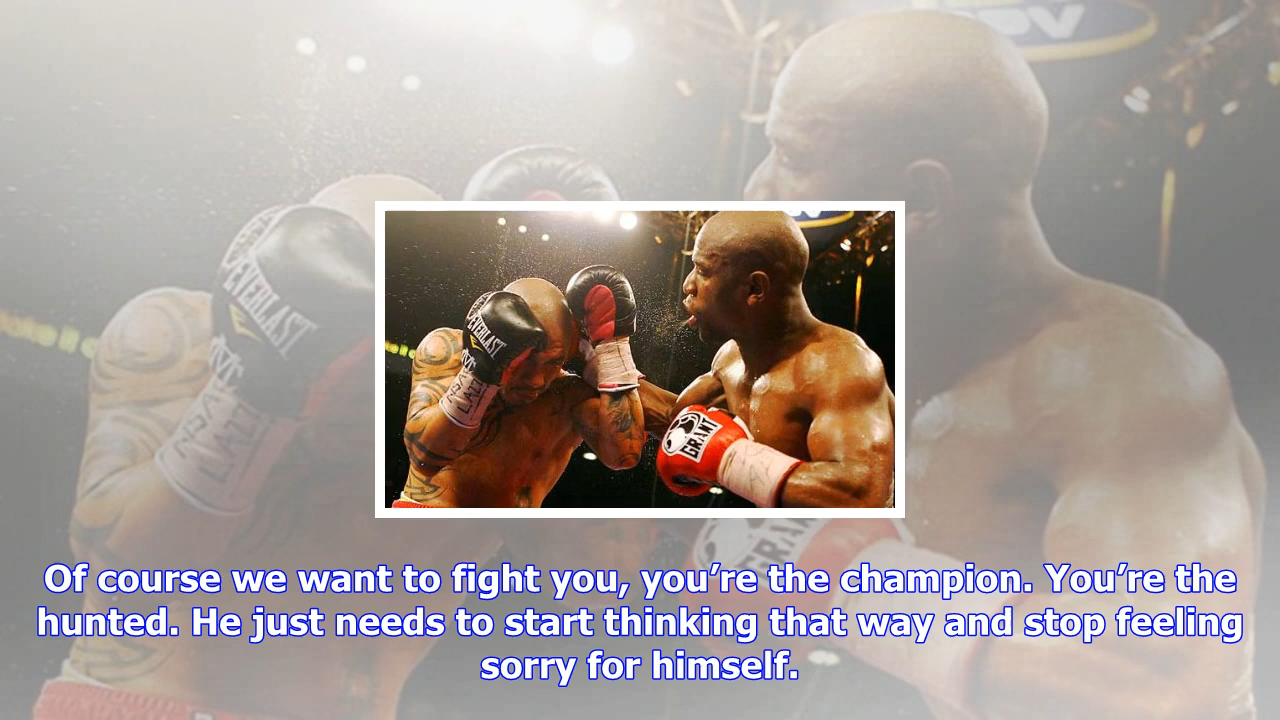 EVERLAST
GRANT
Of course we want to fight you, you’re the champion. You’re the
hunted. He just needs to start thinking that way and stop feeling
sorry for himself.